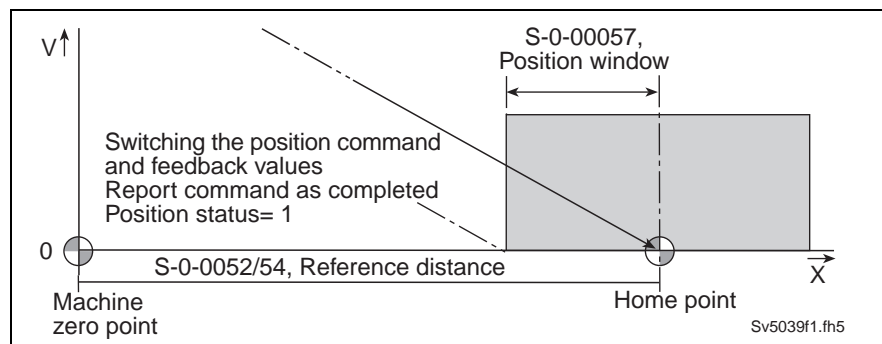 S-0-00057,
Position window
V
Switching the position command
and feedback values
Report command as completed
Position status= 1
0
S-0-0052/54, Reference distance
X
Machine
zero point
Home point
Sv5039f1.fh5